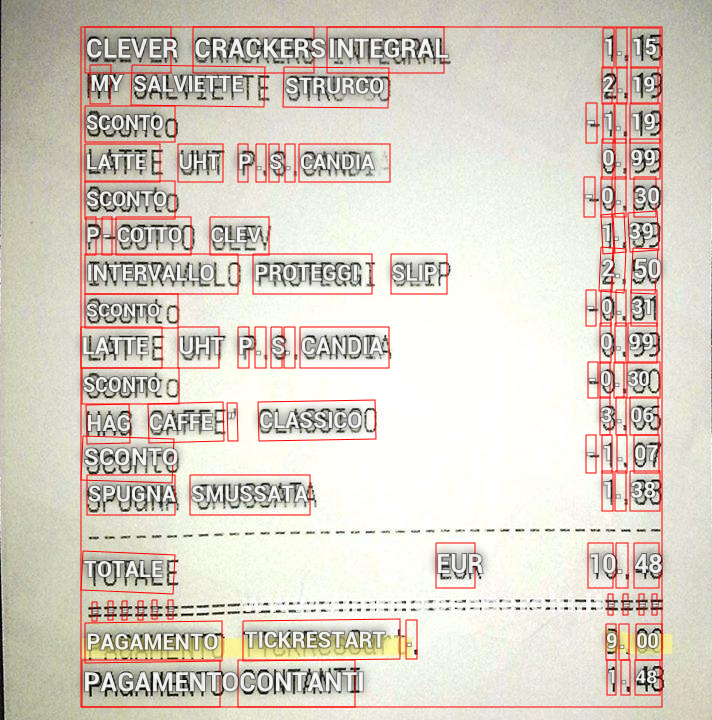 CLEVER CRACKERS INTEGRAL 1.15
MY SALVIETTE STRUCCO 2.19
SCONTO -1.19
LATTE UHT P.S.CANDIA 0.99
SCONTO -0.30
P-COTTO CLEV 1.39
INTERVALLO PROTEGGI SLIP 2.50
SCONTO -0.31
LATTE UHT P.S.CANDIA 0.99
SCONTO -0.30
HAG CAFFE" CLASSICO 3.06
SCONTO -1.07
SPUGNA SMUSSATA 1.38
TOTALE EUR 10.48
PAGAMENTO TICKRESTART. 9.00
PAGAMENTOCONTANTI 1.48